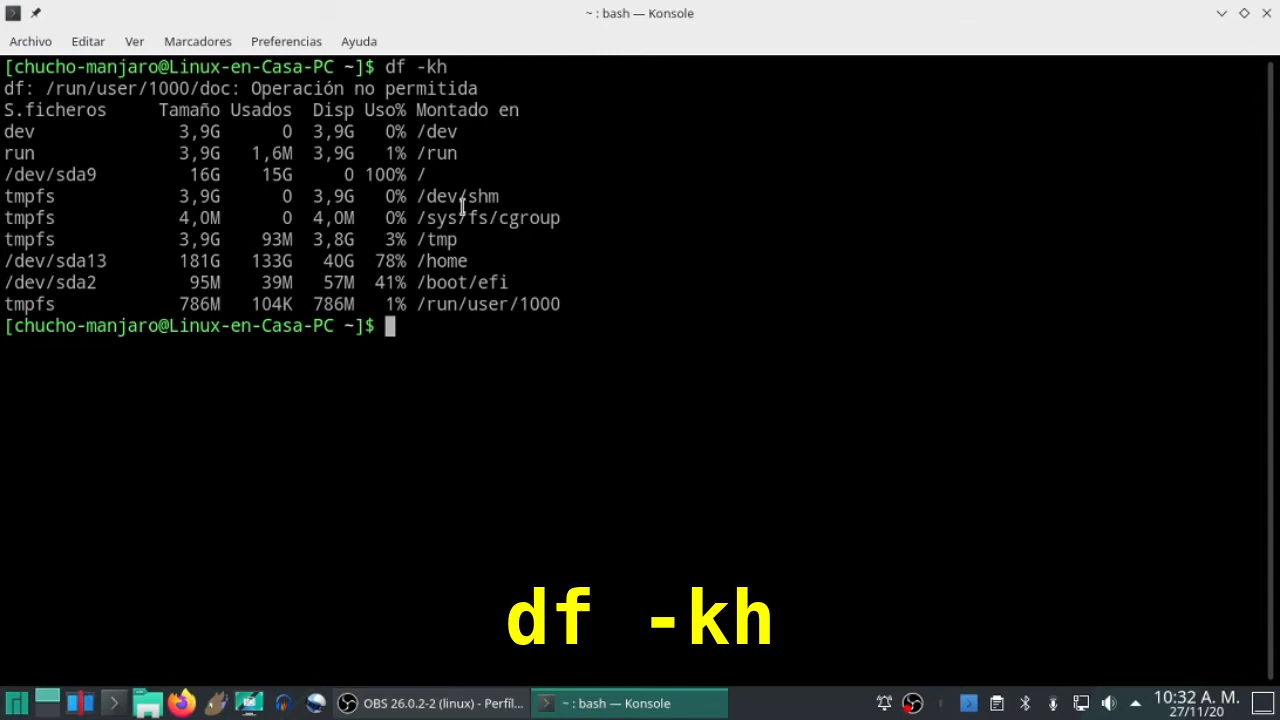 ~ : bash — Konsole
Archivo Editar Ver Marcadores Preferencias Ayuda
[chucho-manjaro@Linux-en-Casa-PC ~]$ df -kh
df: /run/user/1000/doc: Operación no permitida
S.ficheros Tamaño Usados Disp Uso% Montado en
dev 3,9G 0 3,9G 0% /dev
run 3,9G 1,6M 3,9G 1% /run
/dev/sda9 16G 15G 0 100% /
tmpfs 3,9G 0 3,9G 0% /dev/shm
tmpfs 4,0M 0 4,0M 0% /sys/fs/cgroup
tmpfs 3,9G 93M 3,8G 3% /tmp
/dev/sda13 181G 133G 40G 78% /home
/dev/sda2 95M 39M 57M 41% /boot/efi
tmpfs 786M 104K 786M 1% /run/user/1000
[chucho-manjaro@Linux-en-Casa-PC ~]$
df -kh
OBS 26.0.2-2 (linux) - Perfíl... ~ : bash — Konsole 10:32 A. M.
27/11/20